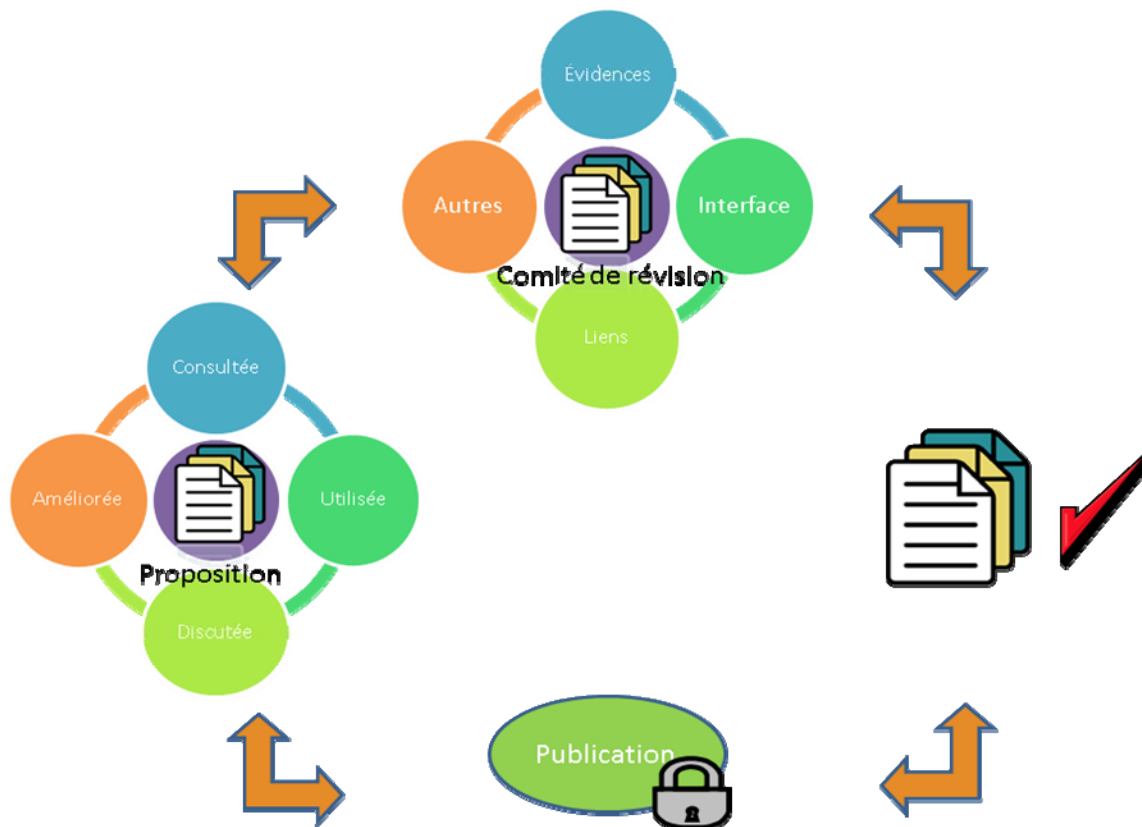 Évidences
Autres
Interface
Comité de révision
Liens
Consultée
Améliorée
Utilisée
Proposition
Discutée
Publication